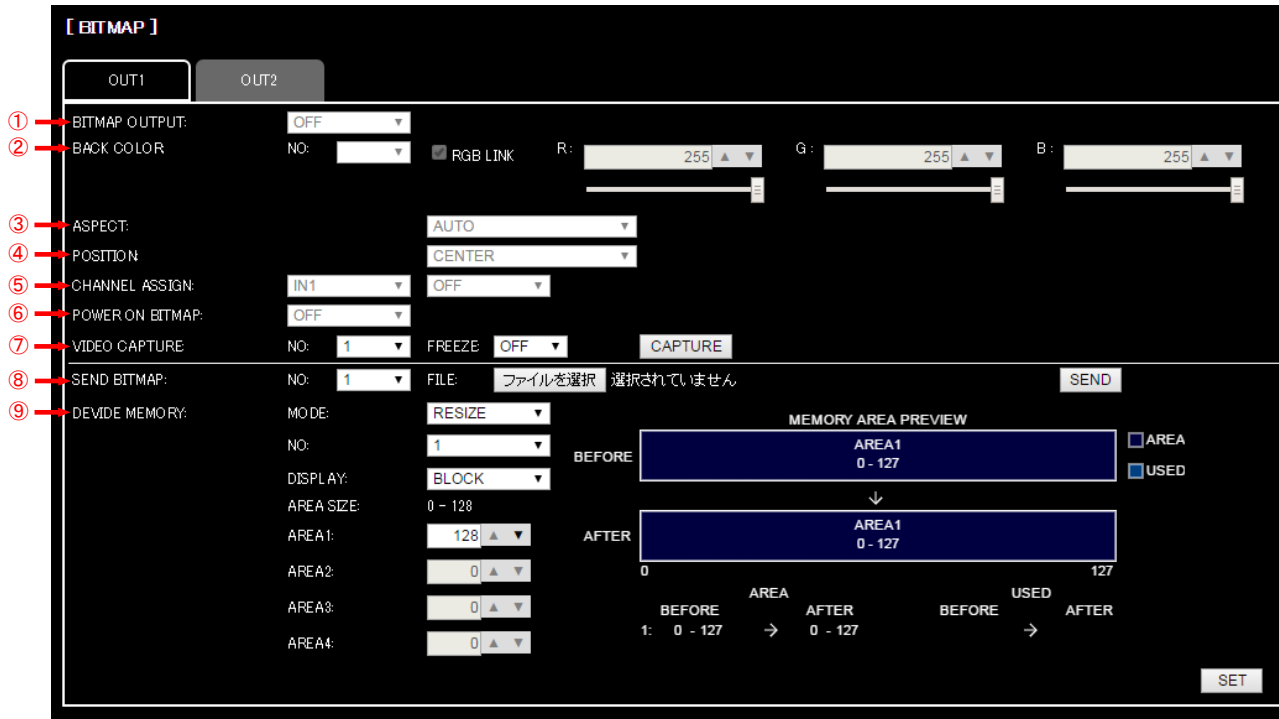 [ BITMAP ]
OUT1 OUT2
① BITMAP OUTPUT: OFF
② BACK COLOR NO: RGB LINK R: 255 G: 255 B: 255
③ ASPECT: AUTO
④ POSITION CENTER
⑤ CHANNEL ASSIGN: IN1 OFF
⑥ POWER ON BITMAP: OFF
⑦ VIDEO CAPTURE NO: 1 FREEZE OFF CAPTURE
⑧ SEND BITMAP: NO: 1 FILE: ファイルを選択 選択されていません SEND
⑨ DEVIDE MEMORY: MODE: RESIZE
NO: 1
DISPLAY: BLOCK
AREA SIZE: 0 - 128
AREA1: 128
AREA2: 0
AREA3: 0
AREA4: 0
MEMORY AREA PREVIEW
BEFORE AREA1
0 - 127
AREA
USED
↓
AFTER AREA1
0 - 127
0 127
AREA USED
BEFORE AFTER BEFORE AFTER
1: 0 - 127 → 0 - 127 →
SET